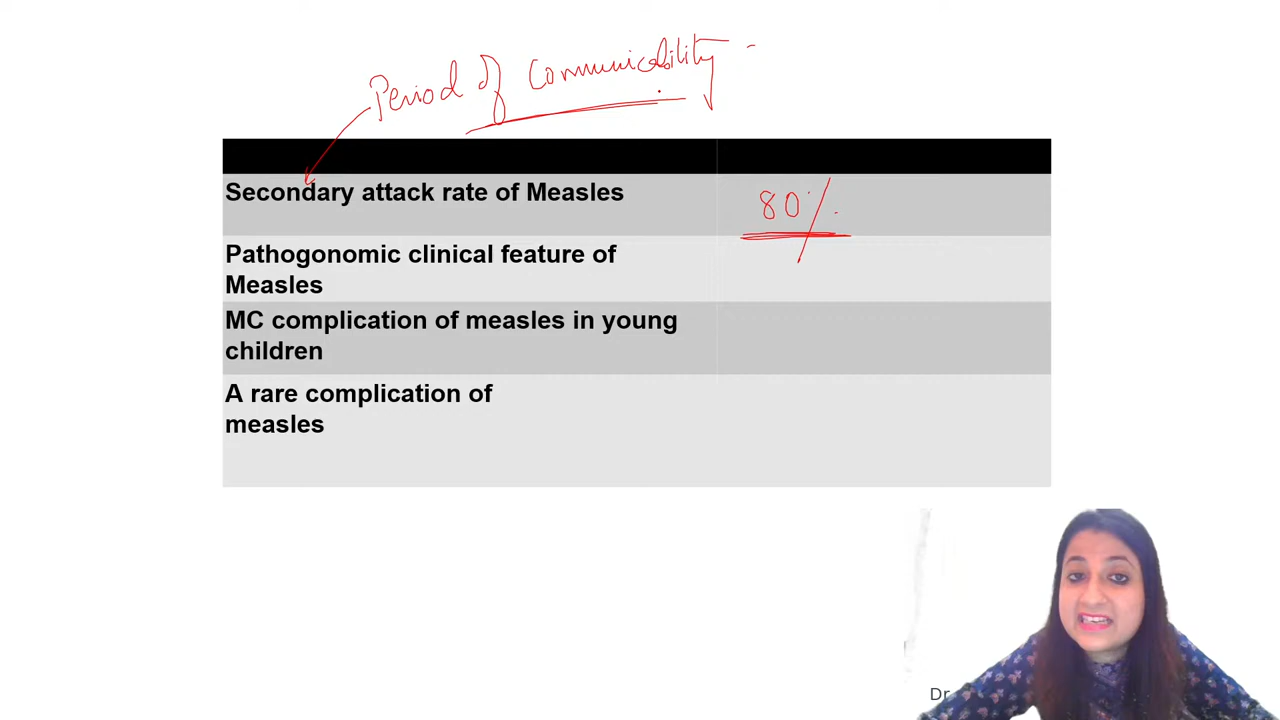 Period of Communicability -
Secondary attack rate of Measles
80%
Pathogonomic clinical feature of
Measles
MC complication of measles in young
children
A rare complication of
measles
Dr